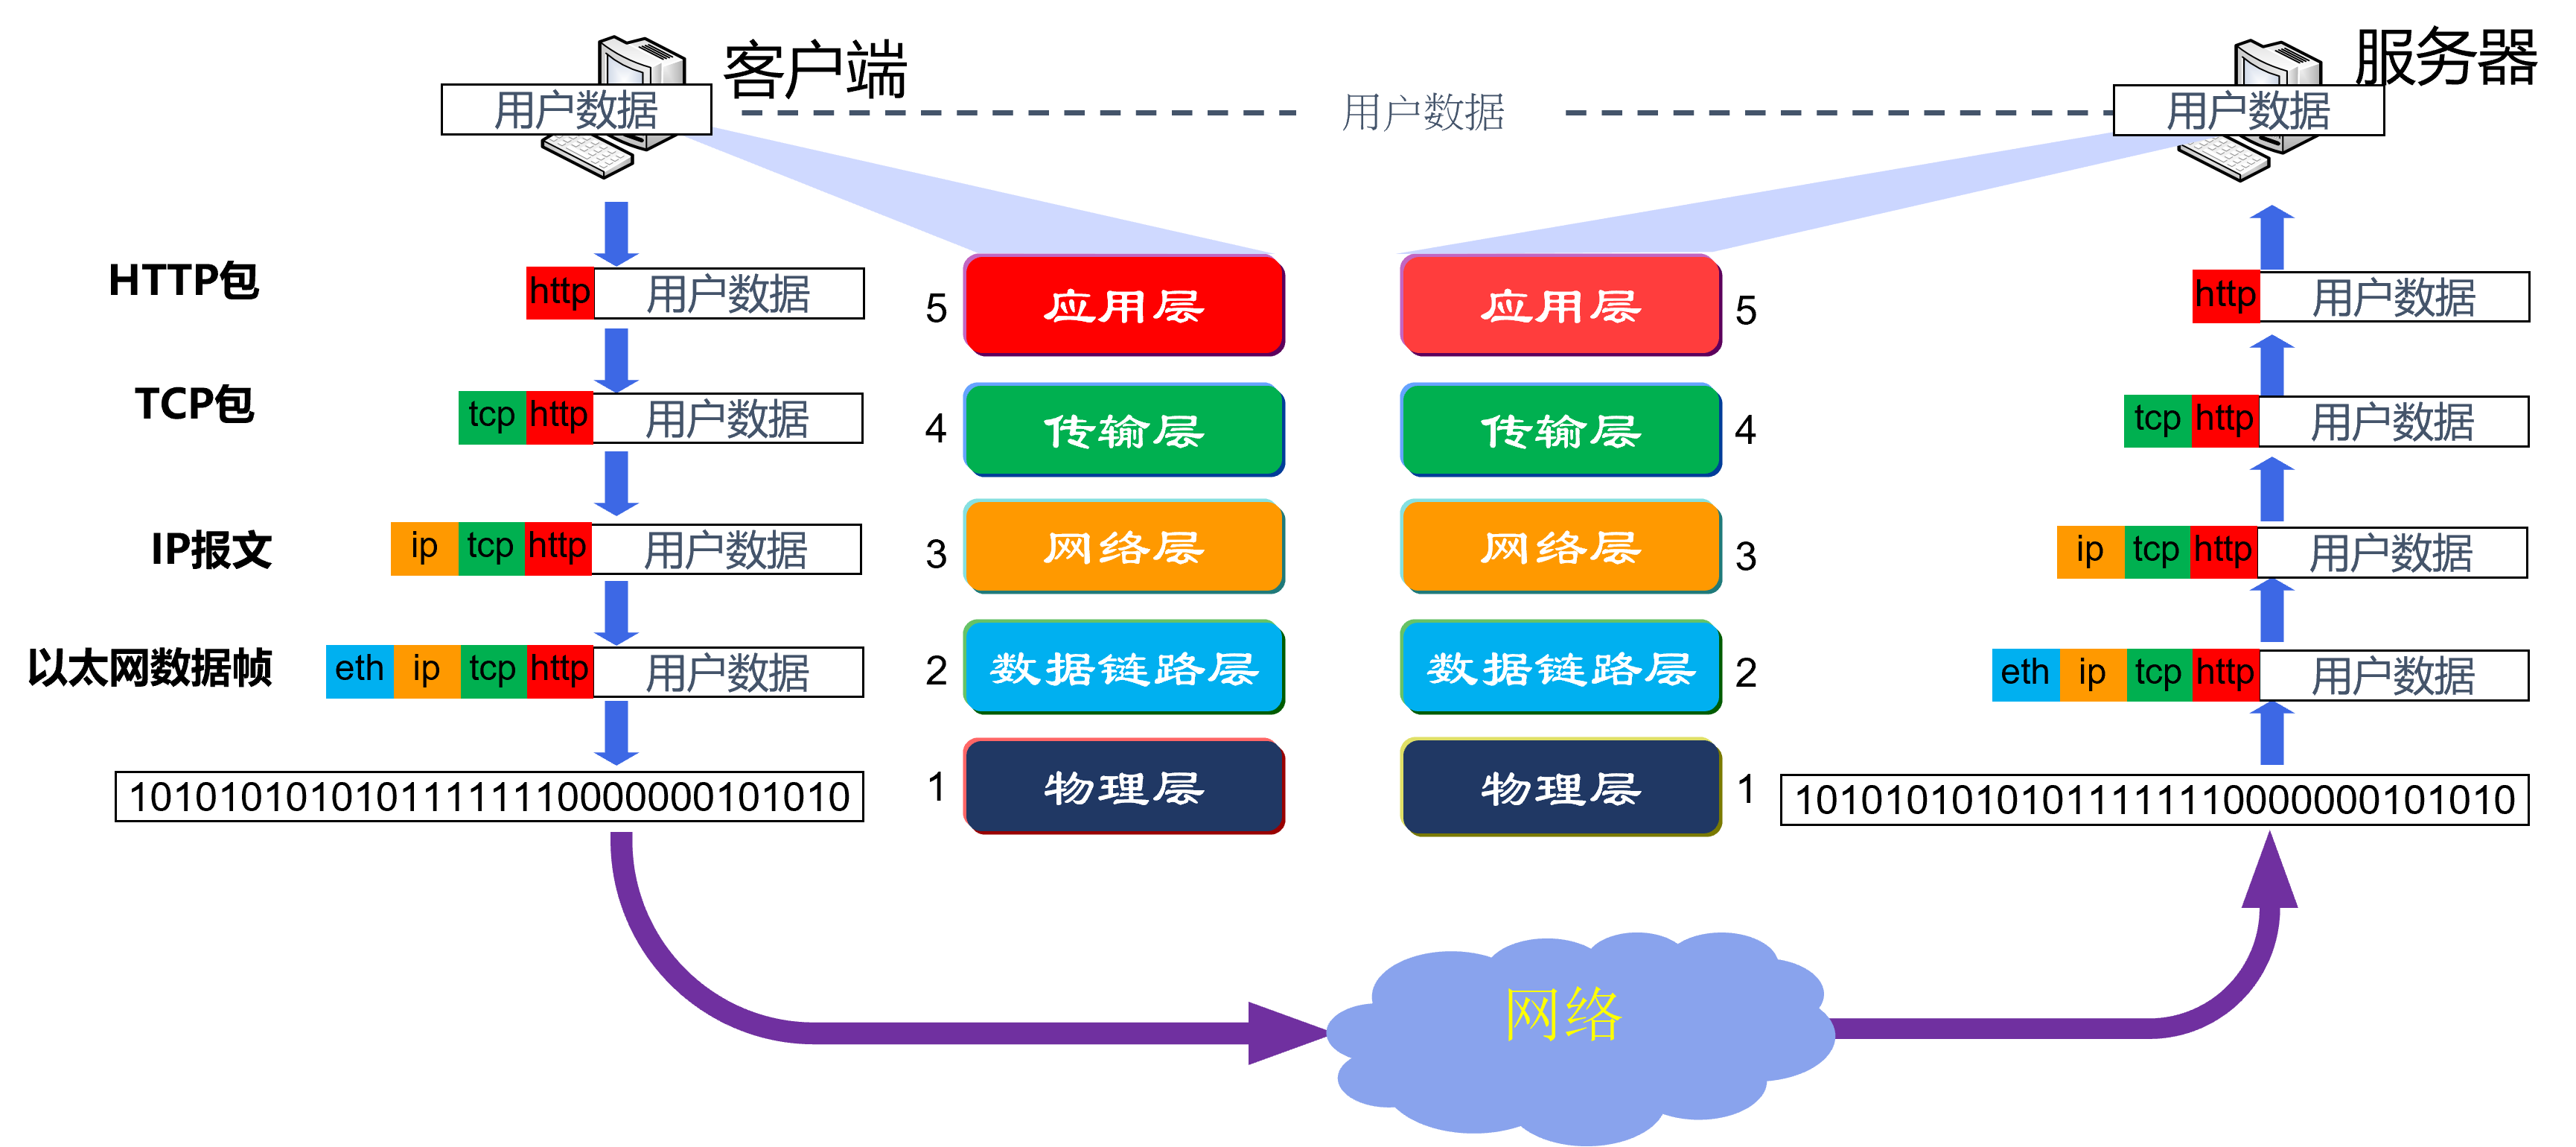 客户端
服务器
用户数据
用户数据
用户数据
HTTP包
http 用户数据
5 应用层
应用层 5
http 用户数据
TCP包
tcp http 用户数据
4 传输层
传输层 4
tcp http 用户数据
IP报文
ip tcp http 用户数据
3 网络层
网络层 3
ip tcp http 用户数据
以太网数据帧
eth ip tcp http 用户数据
2 数据链路层
数据链路层 2
eth ip tcp http 用户数据
10101010101011111110000000101010
1 物理层
物理层 1
10101010101011111110000000101010
网络